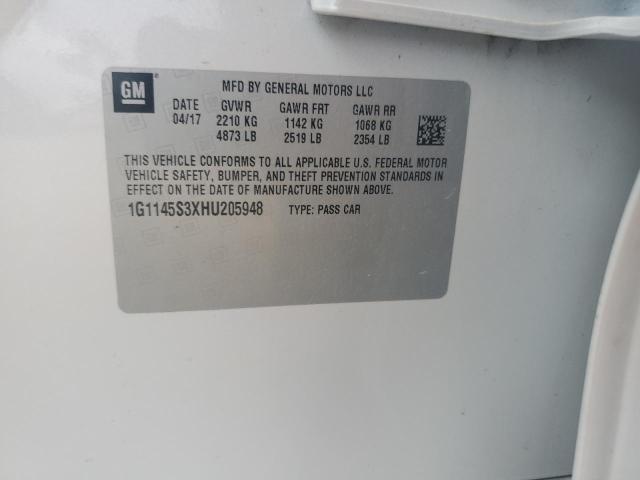 GM
MFD BY GENERAL MOTORS LLC
DATE GVWR GAWR FRT GAWR RR
04/17 2210 KG 1142 KG 1068 KG
4873 LB 2519 LB 2354 LB
THIS VEHICLE CONFORMS TO ALL APPLICABLE U.S. FEDERAL MOTOR
VEHICLE SAFETY, BUMPER, AND THEFT PREVENTION STANDARDS IN
EFFECT ON THE DATE OF MANUFACTURE SHOWN ABOVE.
1G1145S3XHU205948 TYPE: PASS CAR